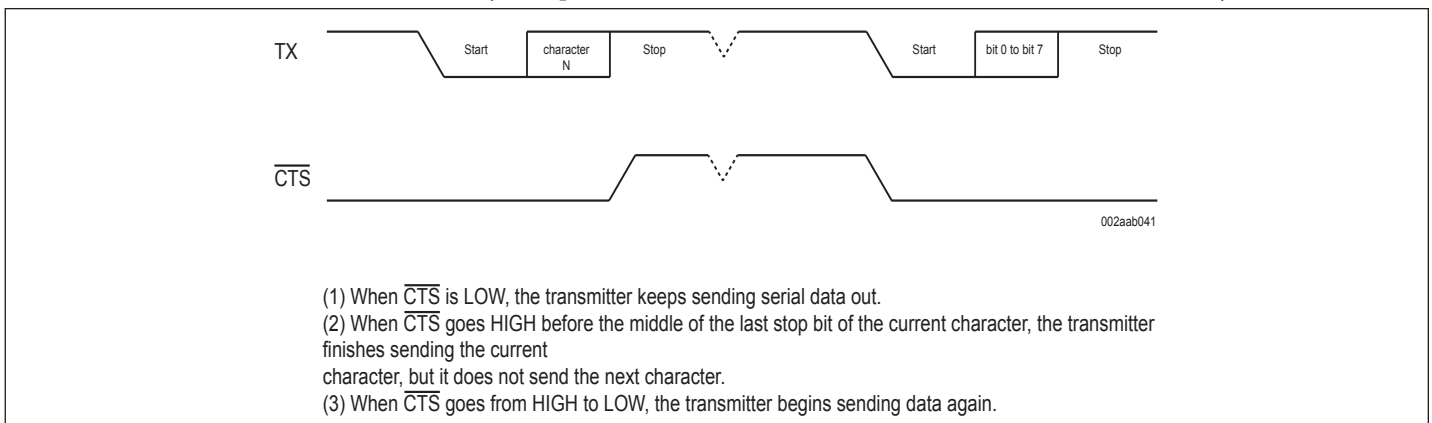 TX Start character Stop Start bit 0 to bit 7 Stop
N
CTS
002aab041
(1) When CTS is LOW, the transmitter keeps sending serial data out.
(2) When CTS goes HIGH before the middle of the last stop bit of the current character, the transmitter
finishes sending the current
character, but it does not send the next character.
(3) When CTS goes from HIGH to LOW, the transmitter begins sending data again.